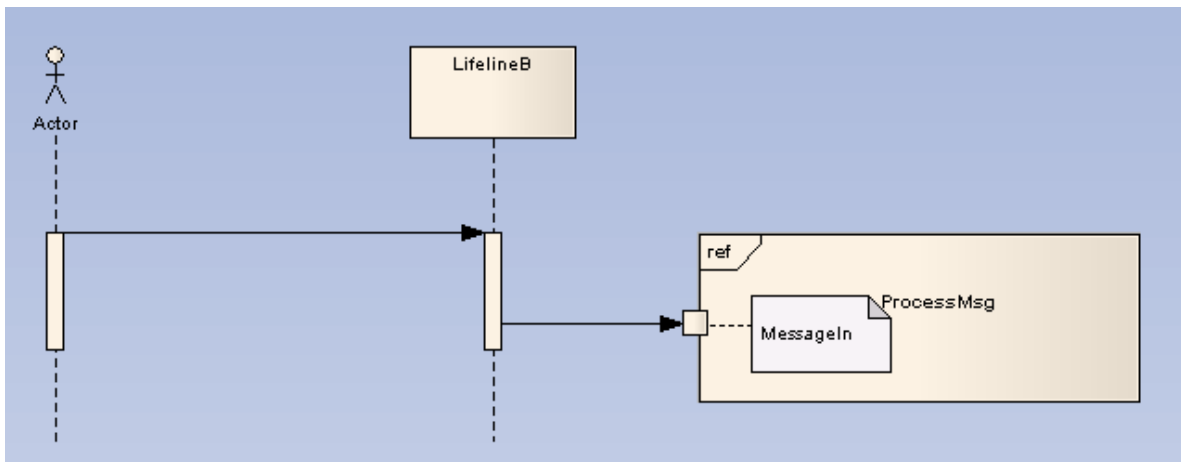 LifelineB
Actor
ref
ProcessMsg
MessageIn